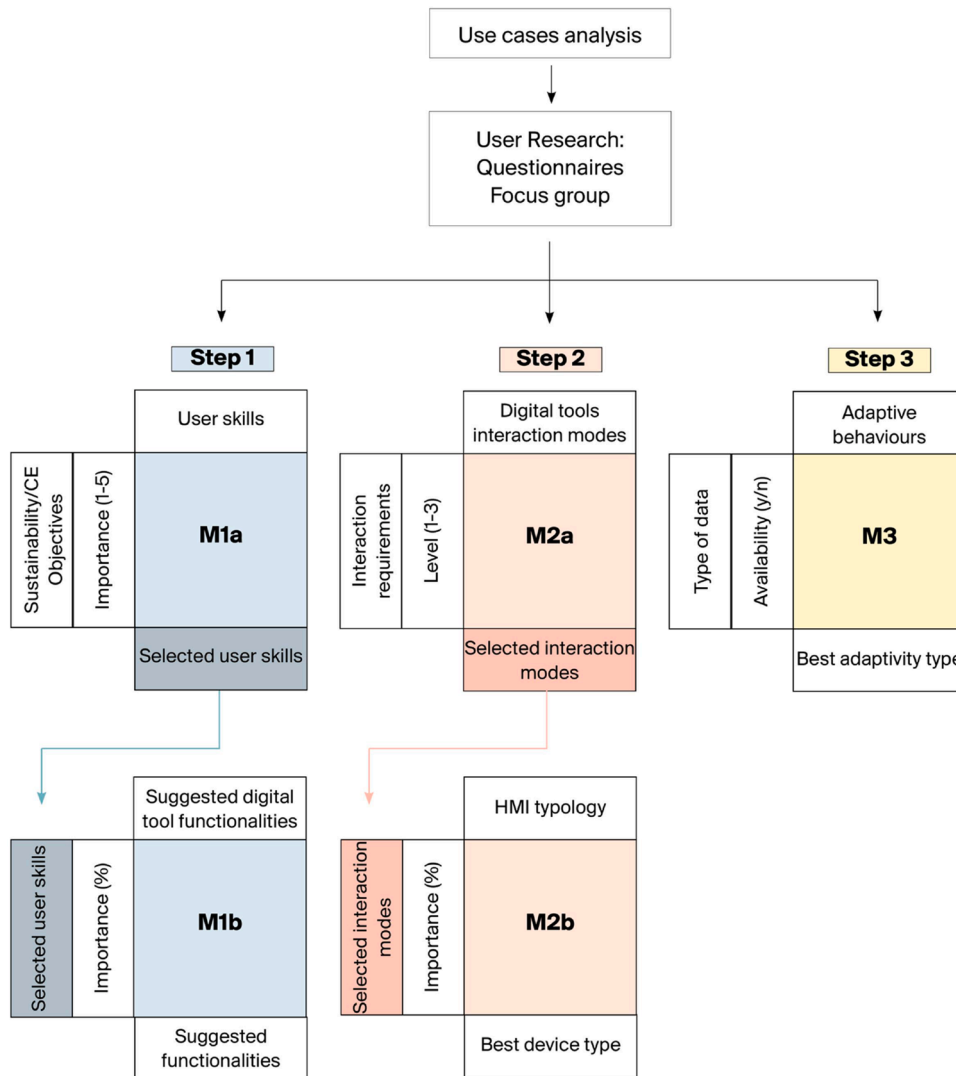 Use cases analysis
User Research:
Questionnaires
Focus group
Step 1
Step 2
Step 3
User skills
Digital tools
interaction modes
Adaptive
behaviours
Sustainability/CE
Objectives
Importance (1-5)
M1a
Interaction
requirements
Level (1-3)
M2a
Type of data
Availability (y/n)
M3
Selected user skills
Selected interaction
modes
Best adaptivity type
Suggested digital
tool functionalities
HMI typology
Selected user skills
Importance (%)
M1b
Selected interaction
modes
Importance (%)
M2b
Suggested
functionalities
Best device type